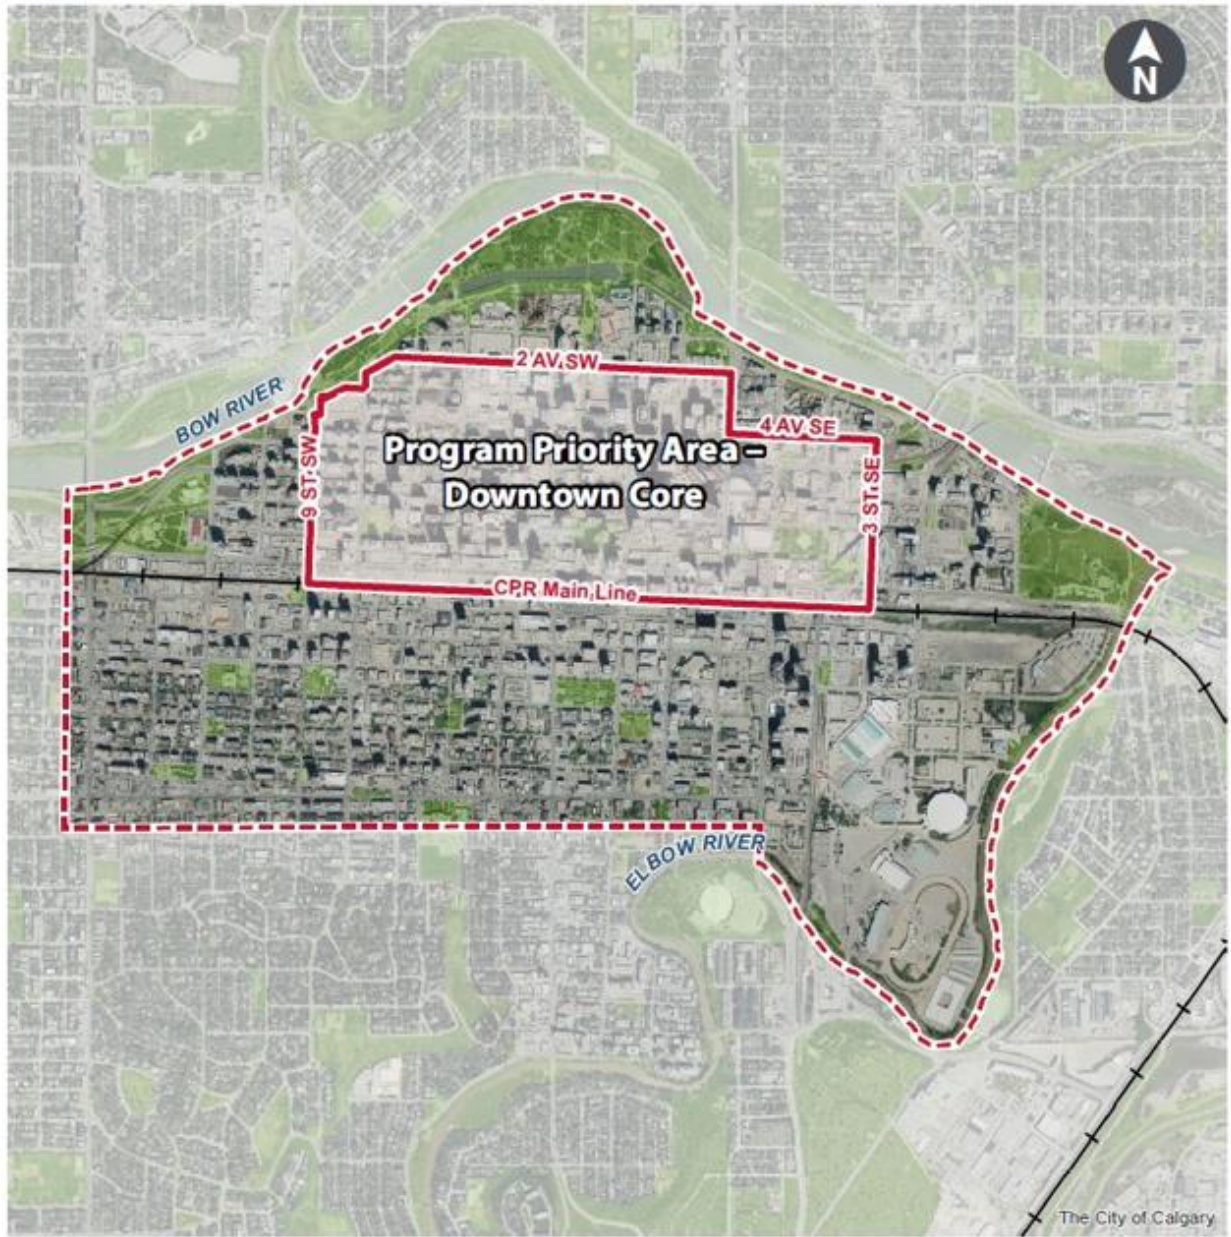 N
2 AV SW
BOW RIVER
4 AV SE
Program Priority Area –
Downtown Core
9 ST SW
3 ST SE
CPR Main Line
ELBOW RIVER
The City of Calgary